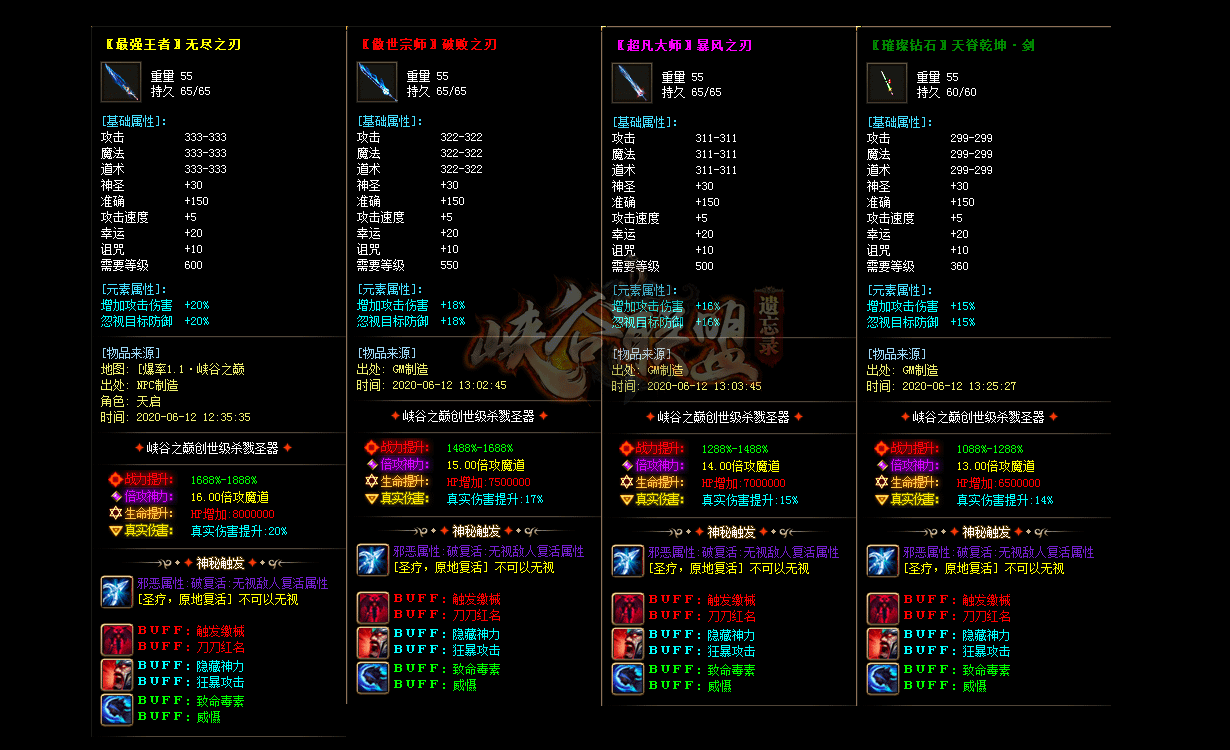 【最强王者】无尽之刃
重量 55
持久 65/65
[基础属性]:
攻击 333-333
魔法 333-333
道术 333-333
神圣 +30
准确 +150
攻击速度 +5
幸运 +20
诅咒 +10
需要等级 600
[元素属性]:
增加攻击伤害 +20%
忽视目标防御 +20%
[物品来源]
地图: [爆率1.1·峡谷之巅
出处: NPC制造
角色: 天启
时间: 2020-06-12 12:35:35
峡谷之巅创世级杀戮圣器
战力提升: 1688%-1888%
倍攻神力: 16.00倍攻魔道
生命提升: HP增加:8000000
真实伤害: 真实伤害提升:20%
神秘触发
邪恶属性:破复活:无视敌人复活属性
[圣疗，原地复活] 不可以无视
BUFF: 触发缴械
BUFF: 刀刀红名
BUFF: 隐藏神力
BUFF: 狂暴攻击
BUFF: 致命毒素
BUFF: 威慑
【傲世宗师】破败之刃
重量 55
持久 65/65
[基础属性]:
攻击 322-322
魔法 322-322
道术 322-322
神圣 +30
准确 +150
攻击速度 +5
幸运 +20
诅咒 +10
需要等级 550
[元素属性]:
增加攻击伤害 +18%
忽视目标防御 +18%
[物品来源]
出处: GM制造
时间: 2020-06-12 13:02:45
峡谷之巅创世级杀戮圣器
战力提升: 1488%-1688%
倍攻神力: 15.00倍攻魔道
生命提升: HP增加:7500000
真实伤害: 真实伤害提升:17%
神秘触发
邪恶属性:破复活:无视敌人复活属性
[圣疗，原地复活] 不可以无视
BUFF: 触发缴械
BUFF: 刀刀红名
BUFF: 隐藏神力
BUFF: 狂暴攻击
BUFF: 致命毒素
BUFF: 威慑
【超凡大师】暴风之刃
重量 55
持久 65/65
[基础属性]:
攻击 311-311
魔法 311-311
道术 311-311
神圣 +30
准确 +150
攻击速度 +5
幸运 +20
诅咒 +10
需要等级 500
[元素属性]:
增加攻击伤害 +16%
忽视目标防御 +16%
[物品来源]
出处: GM制造
时间: 2020-06-12 13:03:45
峡谷之巅创世级杀戮圣器
战力提升: 1288%-1488%
倍攻神力: 14.00倍攻魔道
生命提升: HP增加:7000000
真实伤害: 真实伤害提升:15%
神秘触发
邪恶属性:破复活:无视敌人复活属性
[圣疗，原地复活] 不可以无视
BUFF: 触发缴械
BUFF: 刀刀红名
BUFF: 隐藏神力
BUFF: 狂暴攻击
BUFF: 致命毒素
BUFF: 威慑
【璀璨钻石】天脊乾坤·剑
重量 55
持久 60/60
[基础属性]:
攻击 299-299
魔法 299-299
道术 299-299
神圣 +30
准确 +150
攻击速度 +5
幸运 +20
诅咒 +10
需要等级 360
[元素属性]:
增加攻击伤害 +15%
忽视目标防御 +15%
[物品来源]
出处: GM制造
时间: 2020-06-12 13:25:27
峡谷之巅创世级杀戮圣器
战力提升: 1088%-1288%
倍攻神力: 13.00倍攻魔道
生命提升: HP增加:6500000
真实伤害: 真实伤害提升:14%
神秘触发
邪恶属性:破复活:无视敌人复活属性
[圣疗，原地复活] 不可以无视
BUFF: 触发缴械
BUFF: 刀刀红名
BUFF: 隐藏神力
BUFF: 狂暴攻击
BUFF: 致命毒素
BUFF: 威慑
峡谷联盟
遗忘录